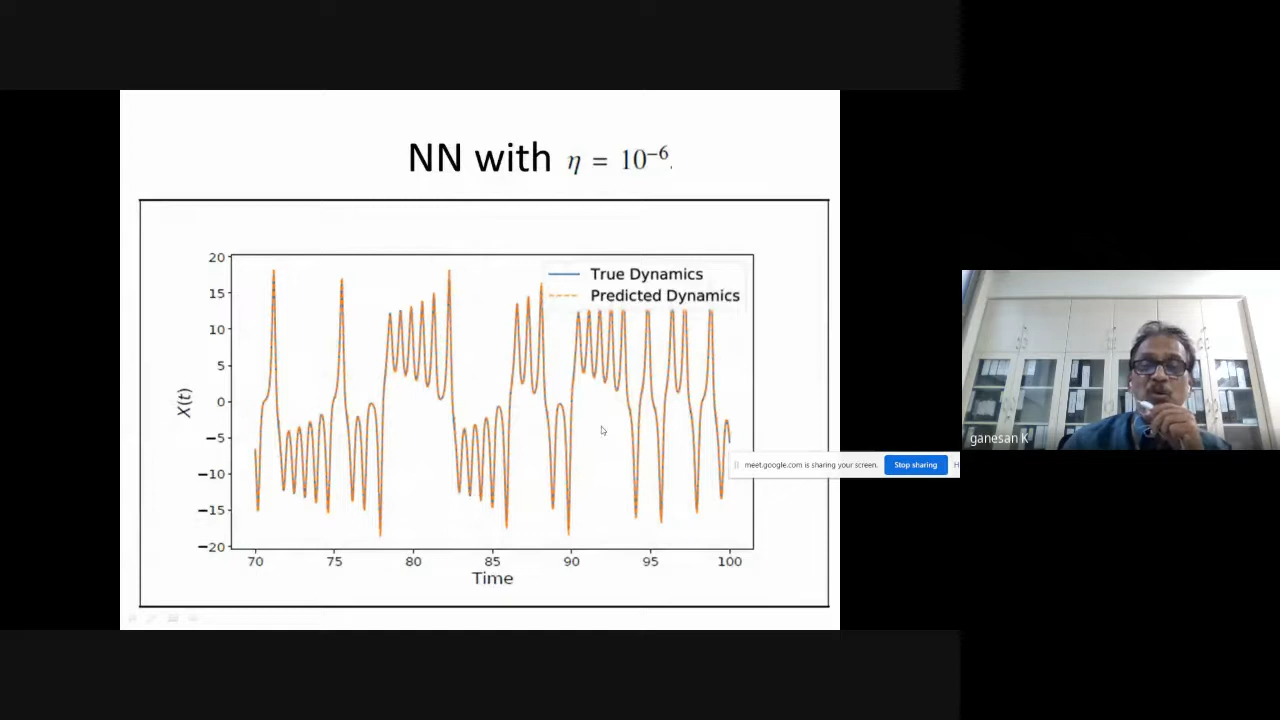 NN with η = 10⁻⁶.
20
15
10
5
0
−5
−10
−15
−20
X(t)
True Dynamics
Predicted Dynamics
70 75 80 85 90 95 100
Time
ganesan K
meet.google.com is sharing your screen. Stop sharing H